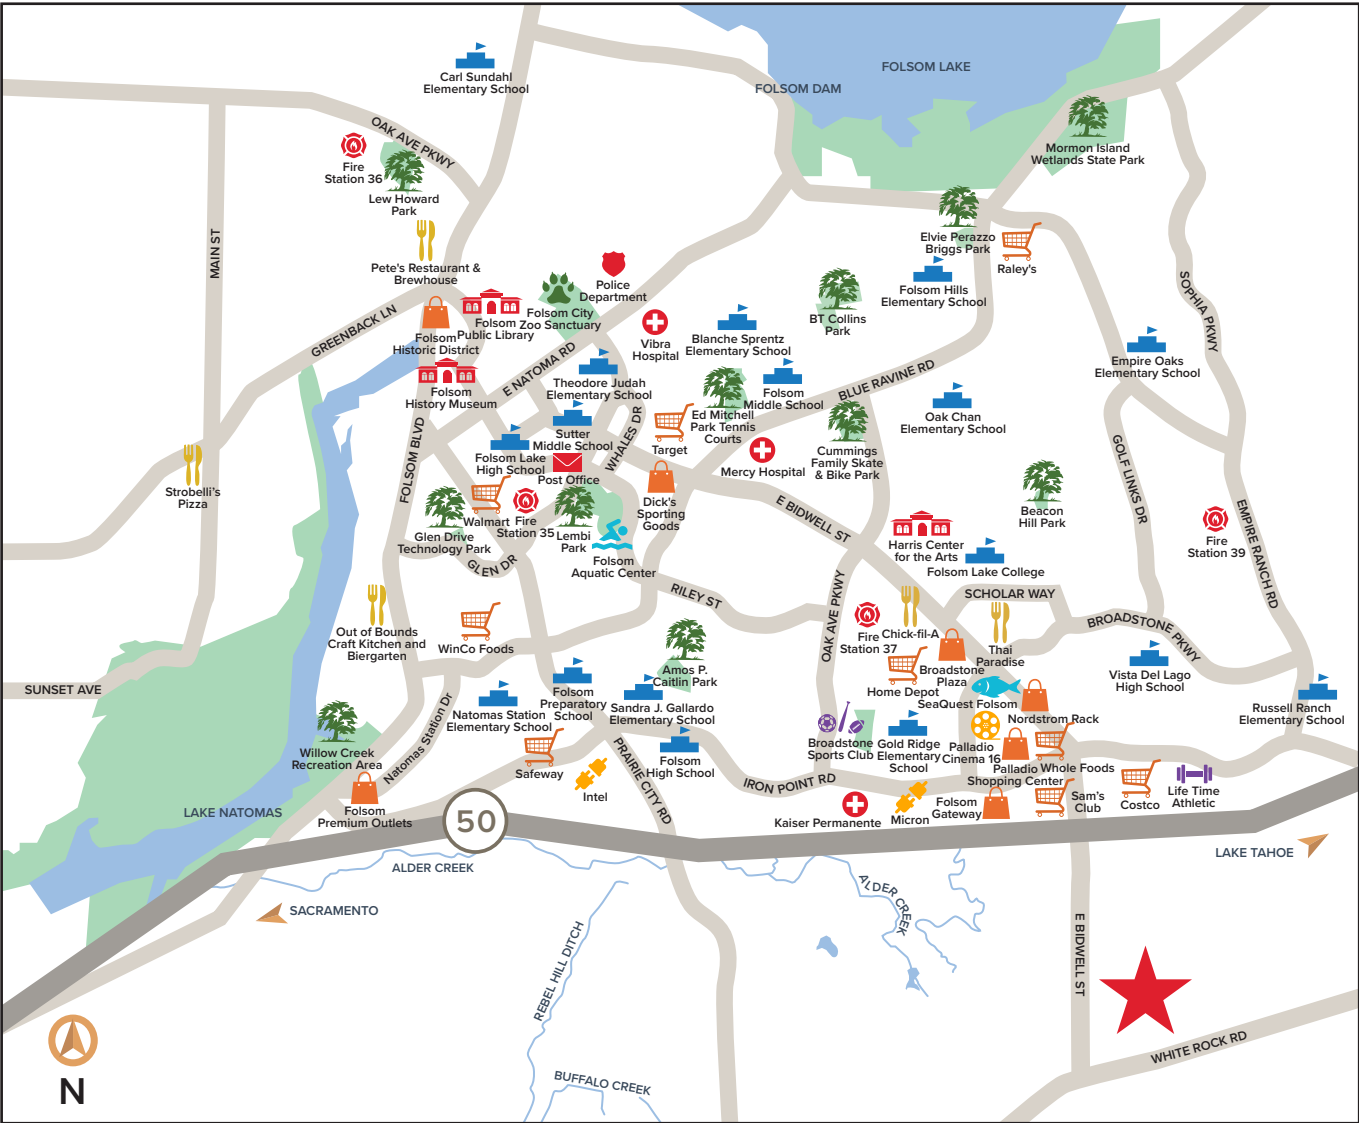 FOLSOM LAKE
FOLSOM DAM
Carl Sundahl
Elementary School
OAK AVE PKWY
Fire
Station 36
Lew Howard
Park
Mormon Island
Wetlands State Park
MAIN ST
Pete's Restaurant &
Brewhouse
Police
Department
Elvie Perazzo
Briggs Park
Raley's
Folsom Hills
Elementary School
SOPHIA PKWY
GREENBACK LN
Folsom
Historic District
Folsom
Public Library
Folsom City
Zoo Sanctuary
Vibra
Hospital
Blanche Sprentz
Elementary School
BT Collins
Park
Empire Oaks
Elementary School
E NATOMA RD
Folsom
History Museum
Theodore Judah
Elementary School
Folsom
Middle School
BLUE RAVINE RD
Ed Mitchell
Park Tennis
Courts
Oak Chan
Elementary School
FOLSOM BLVD
Sutter
Middle School
WHALES DR
Target
Folsom Lake
High School
Post Office
Mercy Hospital
Cummings
Family Skate
& Bike Park
GOLF LINKS DR
Strobelli's
Pizza
Walmart
Fire
Station 35
Dick's
Sporting
Goods
E BIDWELL ST
Beacon
Hill Park
EMPIRE RANCH RD
Glen Drive
Technology Park
Lembi
Park
Harris Center
for the Arts
Fire
Station 39
GLEN DR
Folsom
Aquatic Center
Folsom Lake College
RILEY ST
OAK AVE PKWY
SCHOLAR WAY
Out of Bounds
Craft Kitchen and
Biergarten
WinCo Foods
Fire
Station 37
Chick-fil-A
Thai
Paradise
BROADSTONE PKWY
Amos P.
Caitlin Park
Broadstone
Plaza
Vista Del Lago
High School
SUNSET AVE
Home Depot
SeaQuest Folsom
Natomas Station Dr
Natomas Station
Elementary School
Folsom
Preparatory
School
Sandra J. Gallardo
Elementary School
Nordstrom Rack
Russell Ranch
Elementary School
Willow Creek
Recreation Area
Safeway
PRAIRIE CITY RD
Folsom
High School
Broadstone
Sports Club
Gold Ridge
Elementary
School
Palladio
Cinema 16
Palladio
Shopping Center
Whole Foods
Intel
IRON POINT RD
Costco
Life Time
Athletic
LAKE NATOMAS
Folsom
Premium Outlets
50
Kaiser Permanente
Micron
Folsom
Gateway
Sam's
Club
LAKE TAHOE
ALDER CREEK
ALDER CREEK
SACRAMENTO
REBEL HILL DITCH
E BIDWELL ST
WHITE ROCK RD
BUFFALO CREEK
N